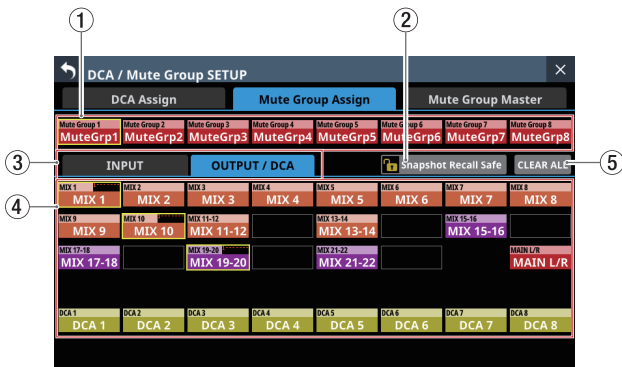 ① ②
DCA / Mute Group SETUP ×
DCA Assign Mute Group Assign Mute Group Master
Mute Group 1 Mute Group 2 Mute Group 3 Mute Group 4 Mute Group 5 Mute Group 6 Mute Group 7 Mute Group 8
MuteGrp1 MuteGrp2 MuteGrp3 MuteGrp4 MuteGrp5 MuteGrp6 MuteGrp7 MuteGrp8
③ INPUT OUTPUT / DCA Snapshot Recall Safe CLEAR ALL ⑤
④ MIX 1 MIX 2 MIX 3 MIX 4 MIX 5 MIX 6 MIX 7 MIX 8
MIX 1 MIX 2 MIX 3 MIX 4 MIX 5 MIX 6 MIX 7 MIX 8
MIX 9 MIX 10 MIX 11-12 MIX 13-14 MIX 15-16
MIX 9 MIX 10 MIX 11-12 MIX 13-14 MIX 15-16
MIX 17-18 MIX 19-20 MIX 21-22 MAIN L/R
MIX 17-18 MIX 19-20 MIX 21-22 MAIN L/R
DCA 1 DCA 2 DCA 3 DCA 4 DCA 5 DCA 6 DCA 7 DCA 8
DCA 1 DCA 2 DCA 3 DCA 4 DCA 5 DCA 6 DCA 7 DCA 8